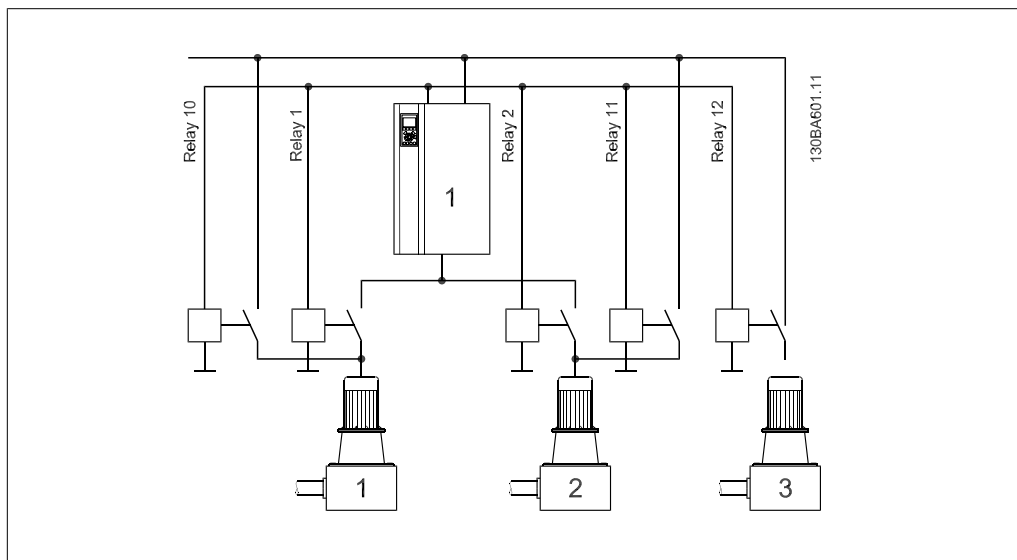 Relay 10
Relay 1
Relay 2
Relay 11
Relay 12
130BA601.11
1
1
2
3